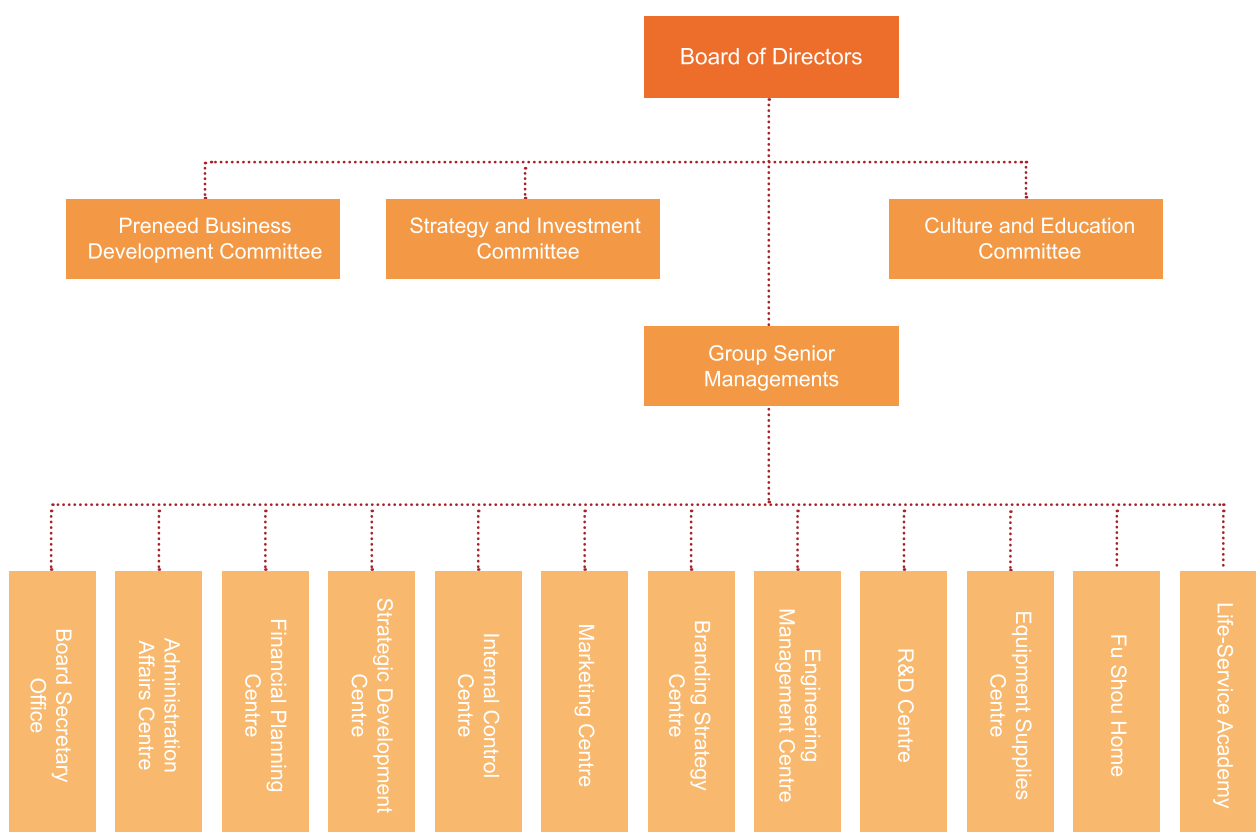 Board of Directors
Preneed Business
Development Committee
Strategy and Investment
Committee
Culture and Education
Committee
Group Senior
Managements
Board Secretary
Office
Administration
Affairs Centre
Financial Planning
Centre
Strategic Development
Centre
Internal Control
Centre
Marketing Centre
Branding Strategy
Centre
Engineering
Management Centre
R&D Centre
Equipment Supplies
Centre
Fu Shou Home
Life-Service Academy